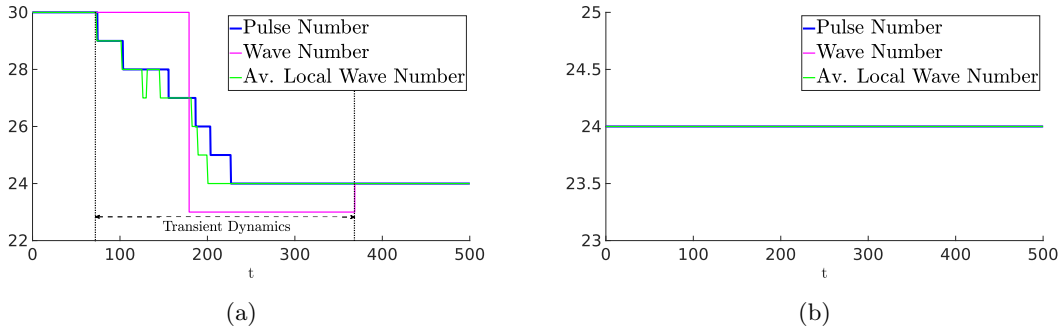 30
28
26
24
22
0
100
200
300
400
500
t
Pulse Number
Wave Number
Av. Local Wave Number
Transient Dynamics
(a)
25
24.5
24
23.5
23
0
100
200
300
400
500
t
Pulse Number
Wave Number
Av. Local Wave Number
(b)